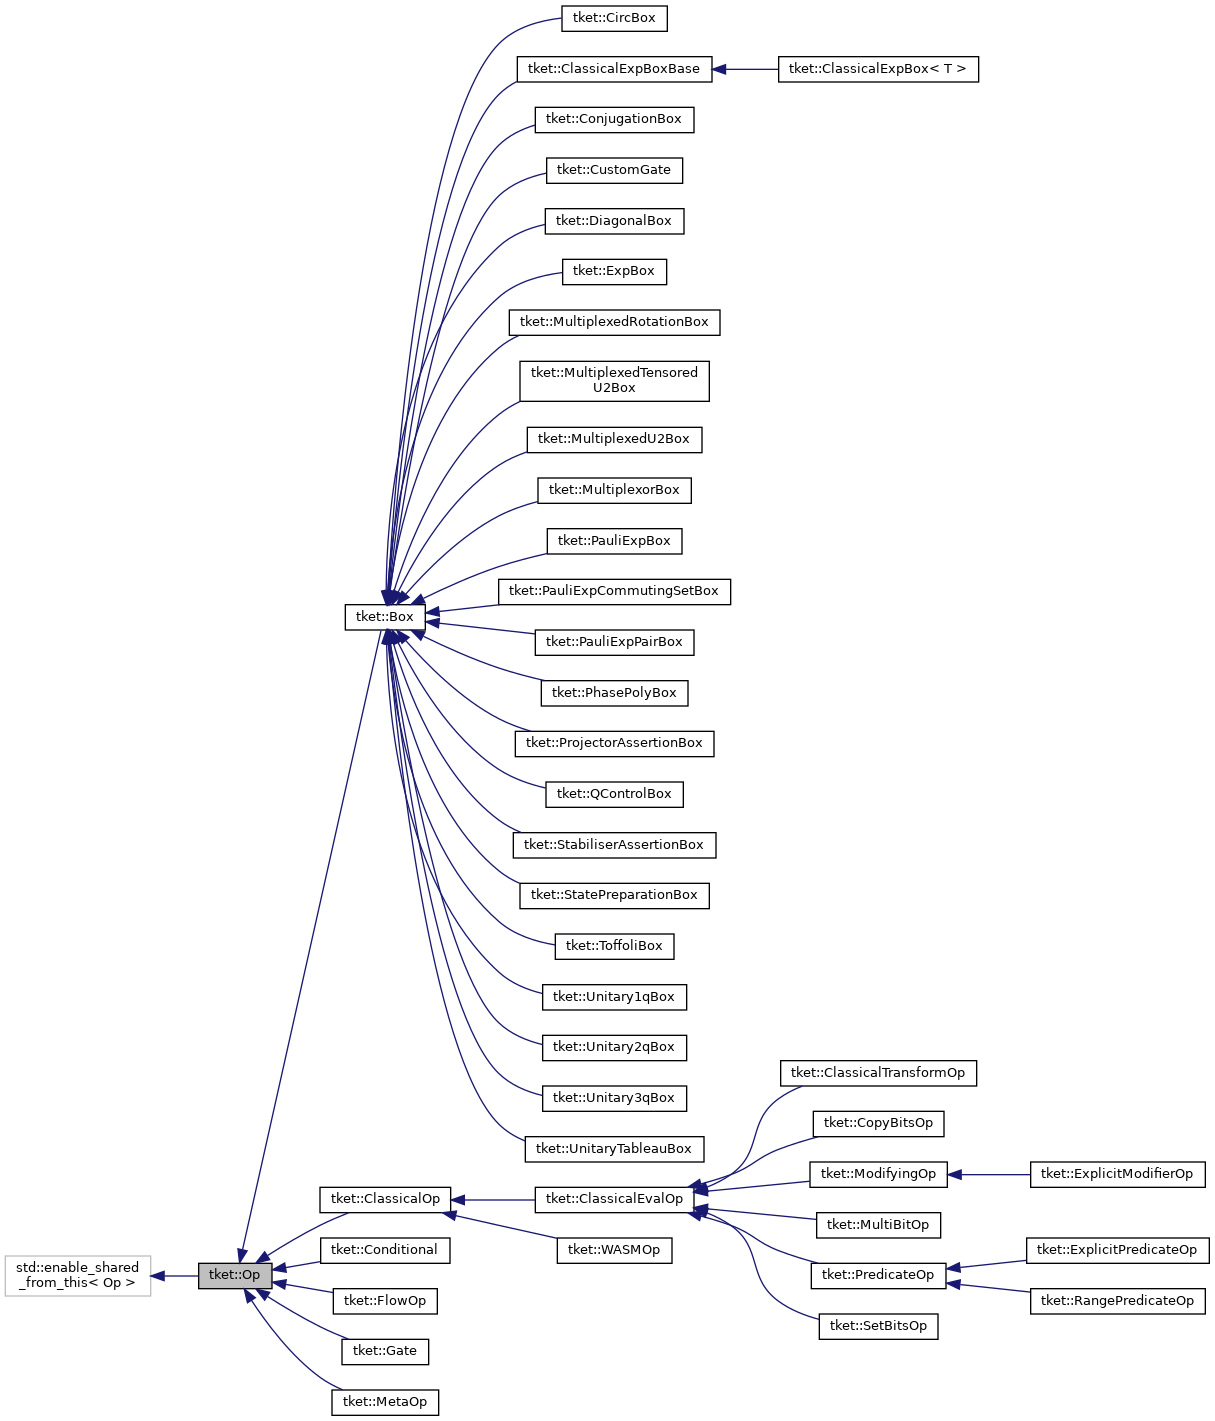 tket::CircBox
tket::ClassicalExpBoxBase
tket::ClassicalExpBox< T >
tket::ConjugationBox
tket::CustomGate
tket::DiagonalBox
tket::ExpBox
tket::MultiplexedRotationBox
tket::MultiplexedTensored
U2Box
tket::MultiplexedU2Box
tket::MultiplexorBox
tket::PauliExpBox
tket::PauliExpCommutingSetBox
tket::Box
tket::PauliExpPairBox
tket::PhasePolyBox
tket::ProjectorAssertionBox
tket::QControlBox
tket::StabiliserAssertionBox
tket::StatePreparationBox
tket::ToffoliBox
tket::Unitary1qBox
tket::Unitary2qBox
tket::Unitary3qBox
tket::UnitaryTableauBox
tket::ClassicalTransformOp
tket::CopyBitsOp
tket::ModifyingOp
tket::ExplicitModifierOp
tket::ClassicalOp
tket::ClassicalEvalOp
tket::MultiBitOp
tket::Conditional
tket::WASMOp
tket::ExplicitPredicateOp
std::enable_shared
_from_this< Op >
tket::Op
tket::PredicateOp
tket::FlowOp
tket::RangePredicateOp
tket::SetBitsOp
tket::Gate
tket::MetaOp